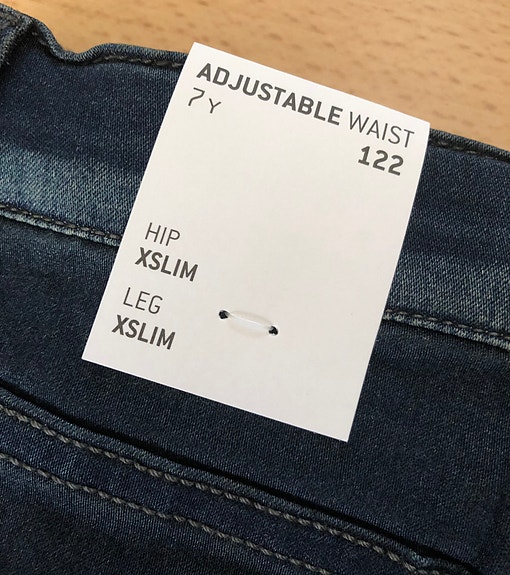 ADJUSTABLE WAIST
7Y 122
HIP
XSLIM
LEG
XSLIM